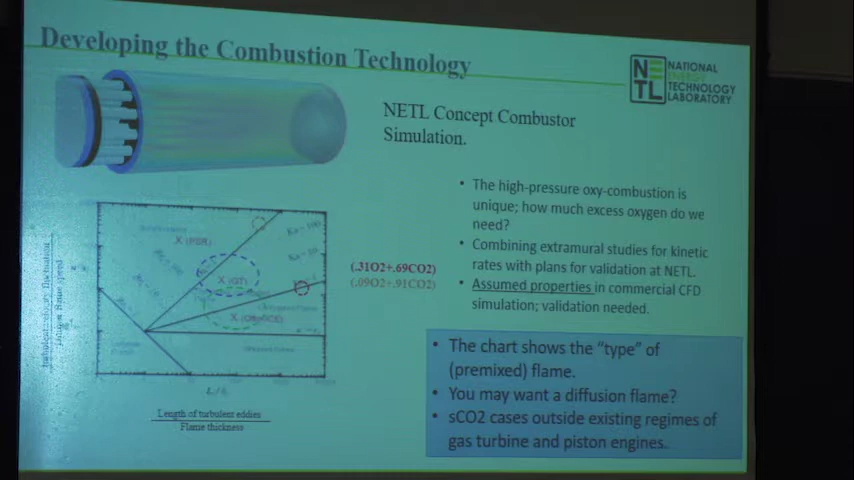 Developing the Combustion Technology
NETL
NATIONAL
ENERGY
TECHNOLOGY
LABORATORY
NETL Concept Combustor
Simulation.
• The high-pressure oxy-combustion is
unique; how much excess oxygen do we
need?
• Combining extramural studies for kinetic
rates with plans for validation at NETL.
• Assumed properties in commercial CFD
simulation; validation needed.
X (PSR)
X (GT)
(.31O2+.69CO2)
(.09O2+.91CO2)
Length of turbulent eddies
Flame thickness
• The chart shows the "type" of
(premixed) flame.
• You may want a diffusion flame?
• sCO2 cases outside existing regimes of
gas turbine and piston engines.